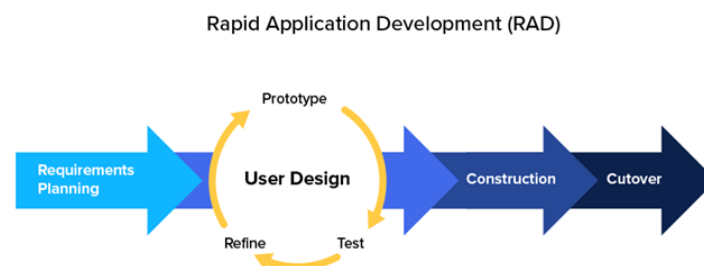 Rapid Application Development (RAD)
Prototype
Requirements
Planning
User Design
Construction
Cutover
Refine
Test